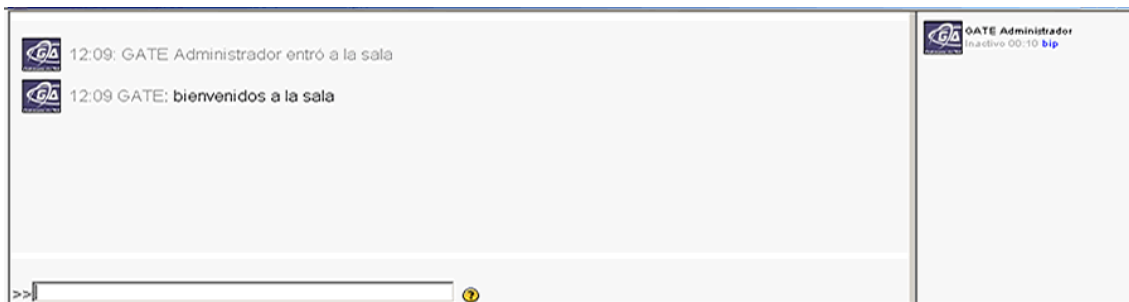 12:09: GATE Administrador entró a la sala
12:09 GATE: bienvenidos a la sala
>>
GATE Administrador
Inactivo 00:10 bip